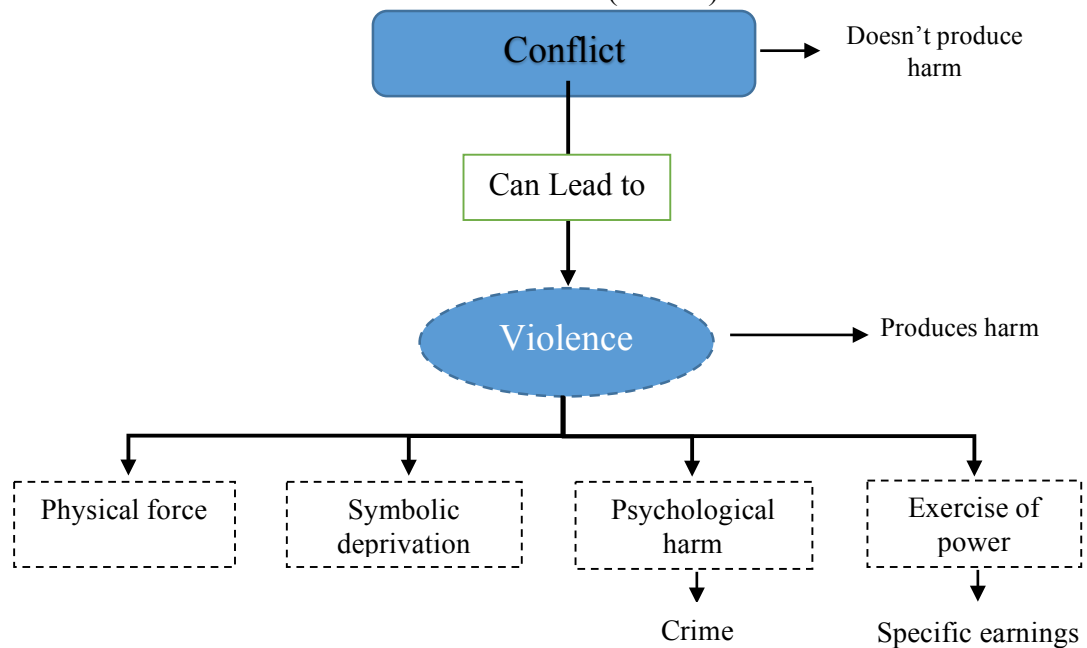 Conflict
Doesn’t produce
harm
Can Lead to
Violence
Produces harm
Physical force
Symbolic
deprivation
Psychological
harm
Exercise of
power
Crime
Specific earnings